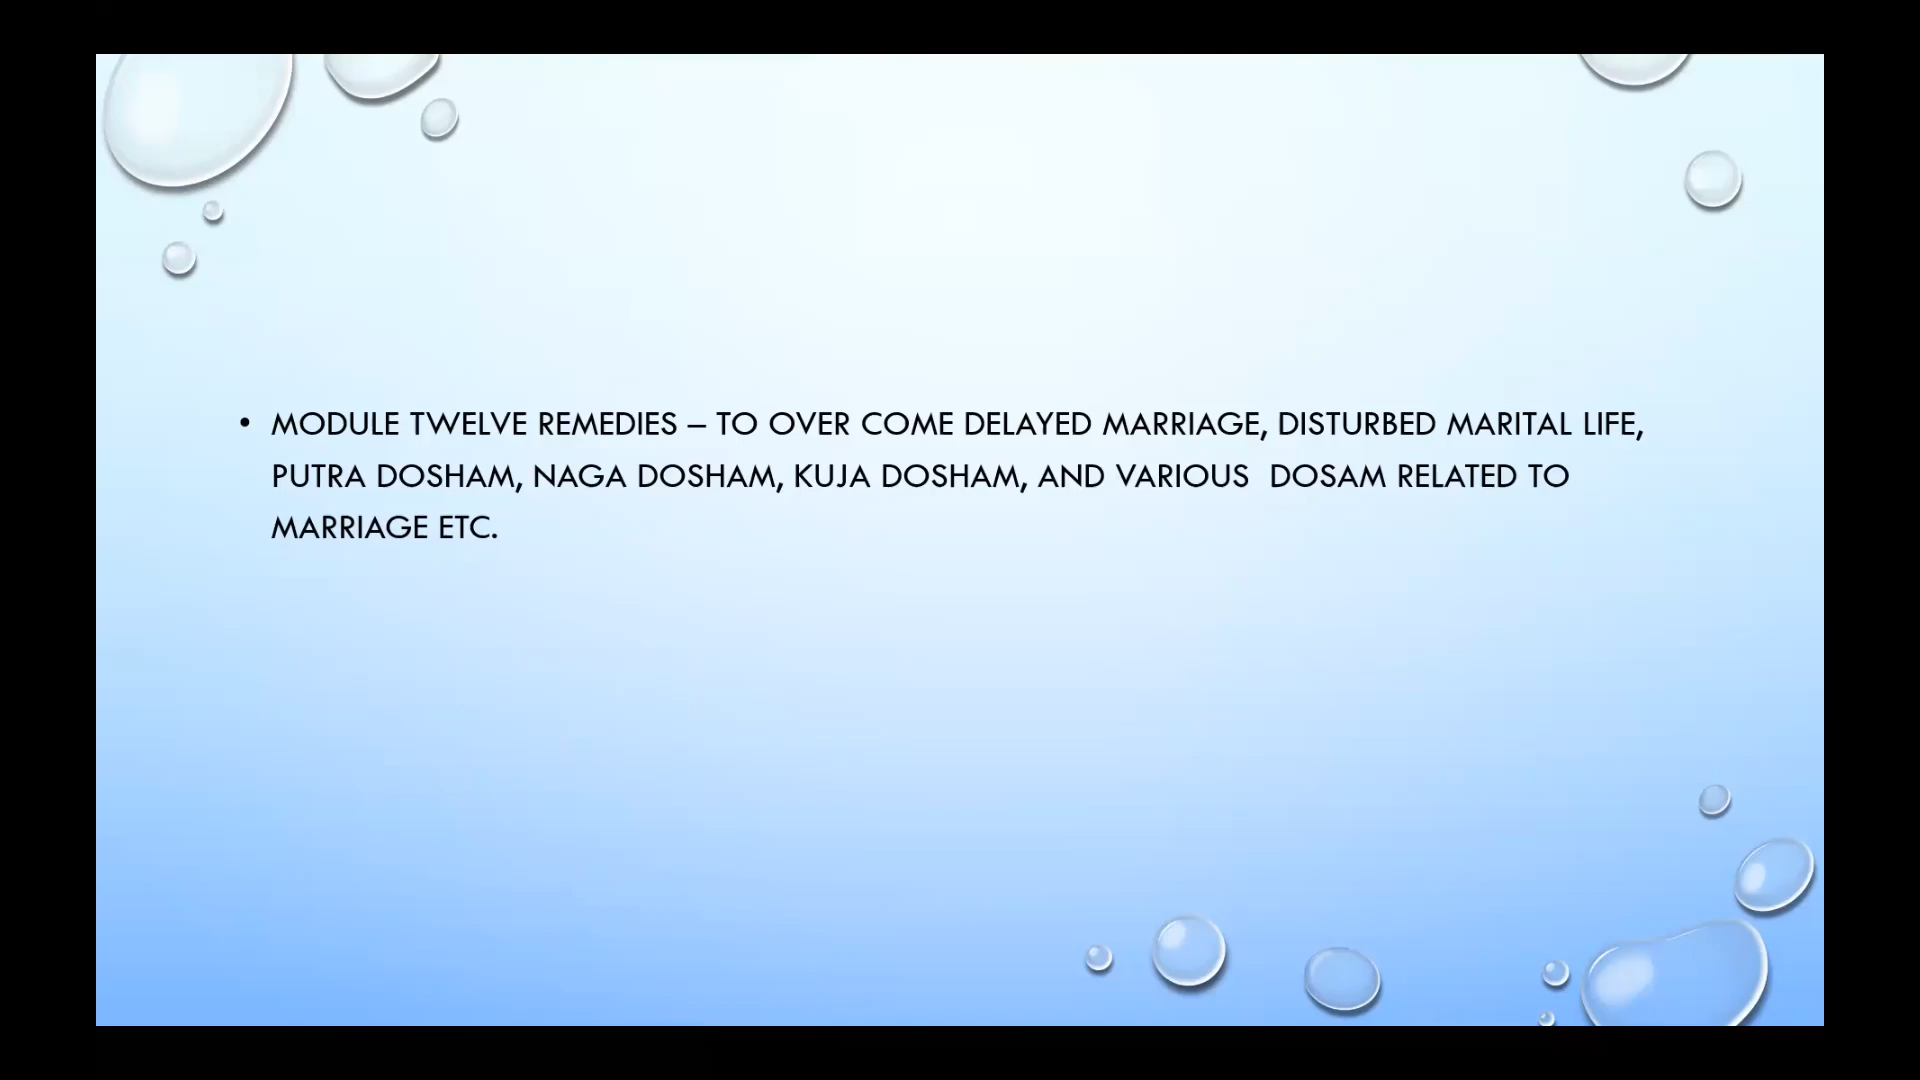 • MODULE TWELVE REMEDIES – TO OVER COME DELAYED MARRIAGE, DISTURBED MARITAL LIFE,
PUTRA DOSHAM, NAGA DOSHAM, KUJA DOSHAM, AND VARIOUS  DOSAM RELATED TO
MARRIAGE ETC.